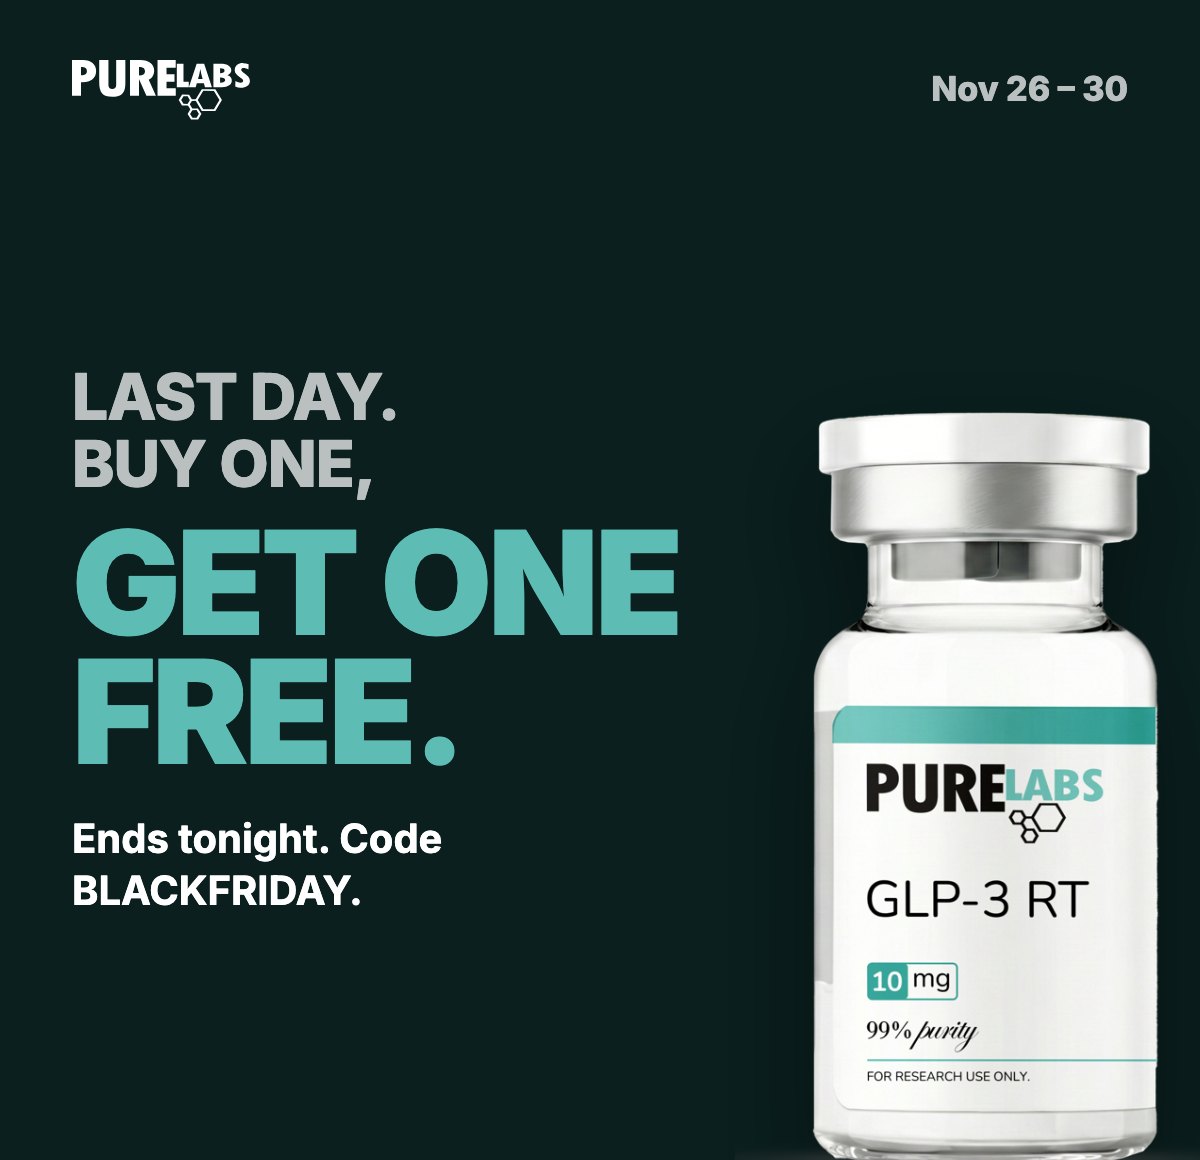 PURELABS
Nov 26 – 30
LAST DAY.
BUY ONE,
GET ONE
FREE.
Ends tonight. Code
BLACKFRIDAY.
PURELABS
GLP-3 RT
10 mg
99% purity
FOR RESEARCH USE ONLY.